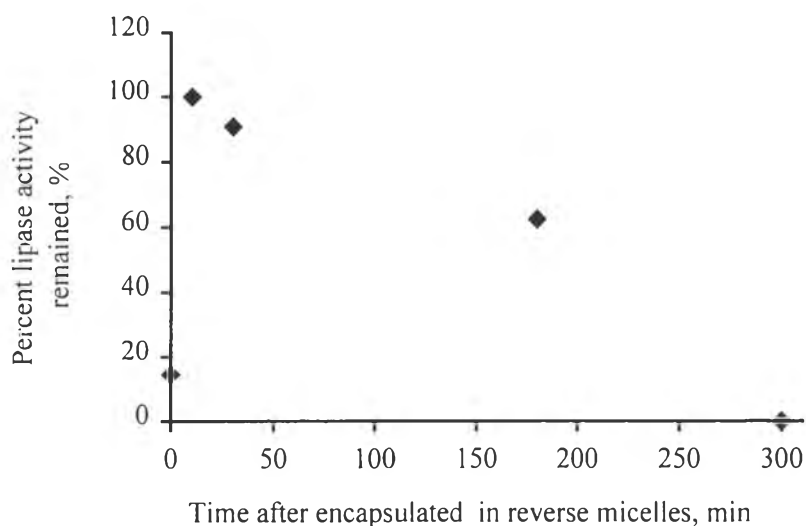 120
100
80
60
40
20
0
Percent lipase activity
remained, %
0 50 100 150 200 250 300
Time after encapsulated in reverse micelles, min